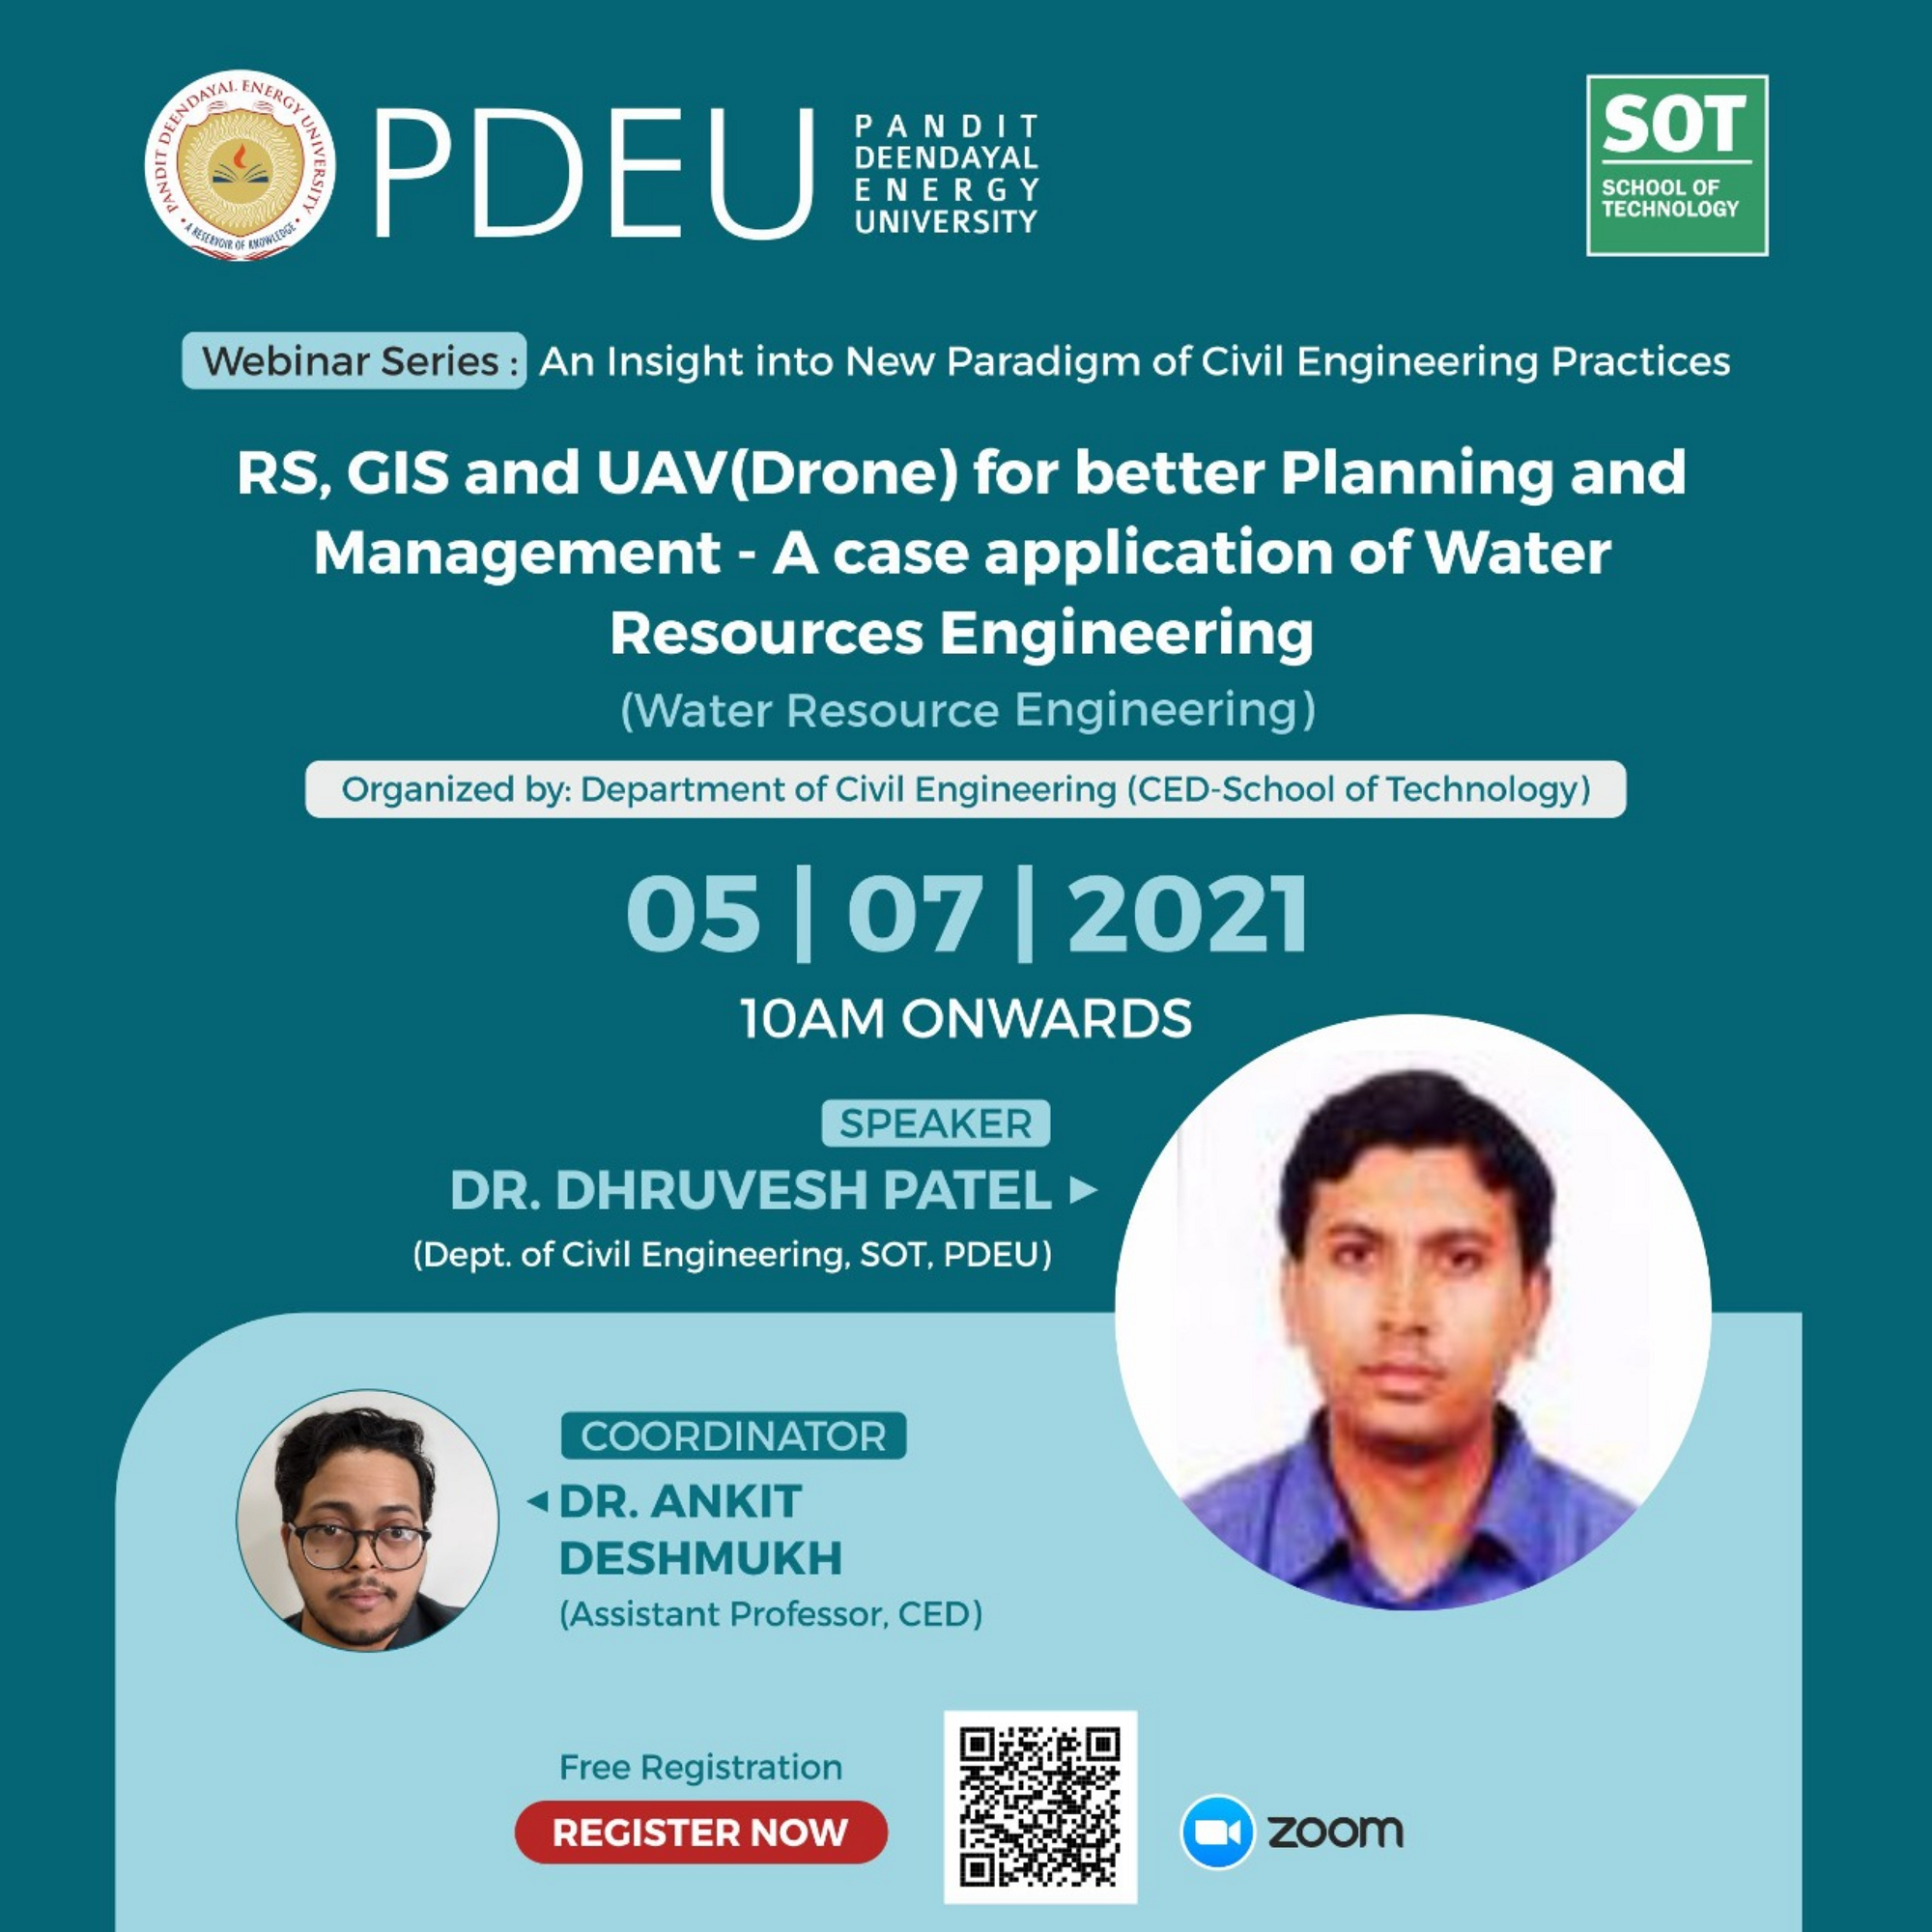 PANDIT DEENDAYAL ENERGY UNIVERSITY
• A RESERVOIR OF KNOWLEDGE •
PDEU
PANDIT
DEENDAYAL
ENERGY
UNIVERSITY
SOT
SCHOOL OF
TECHNOLOGY
Webinar Series : An Insight into New Paradigm of Civil Engineering Practices
RS, GIS and UAV(Drone) for better Planning and
Management - A case application of Water
Resources Engineering
(Water Resource Engineering)
Organized by: Department of Civil Engineering (CED-School of Technology)
05 | 07 | 2021
10AM ONWARDS
SPEAKER
DR. DHRUVESH PATEL
(Dept. of Civil Engineering, SOT, PDEU)
COORDINATOR
DR. ANKIT
DESHMUKH
(Assistant Professor, CED)
Free Registration
REGISTER NOW
zoom